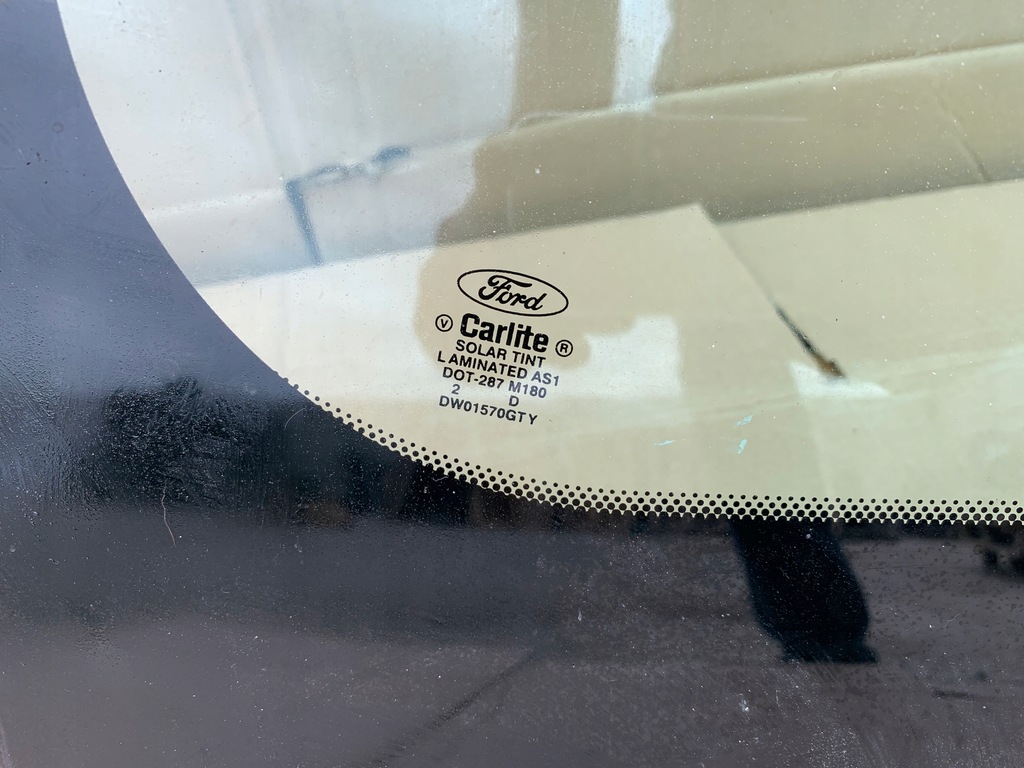 Ford
V Carlite ®
SOLAR TINT
LAMINATED AS1
DOT-287 M180
2 D
DW01570GTY